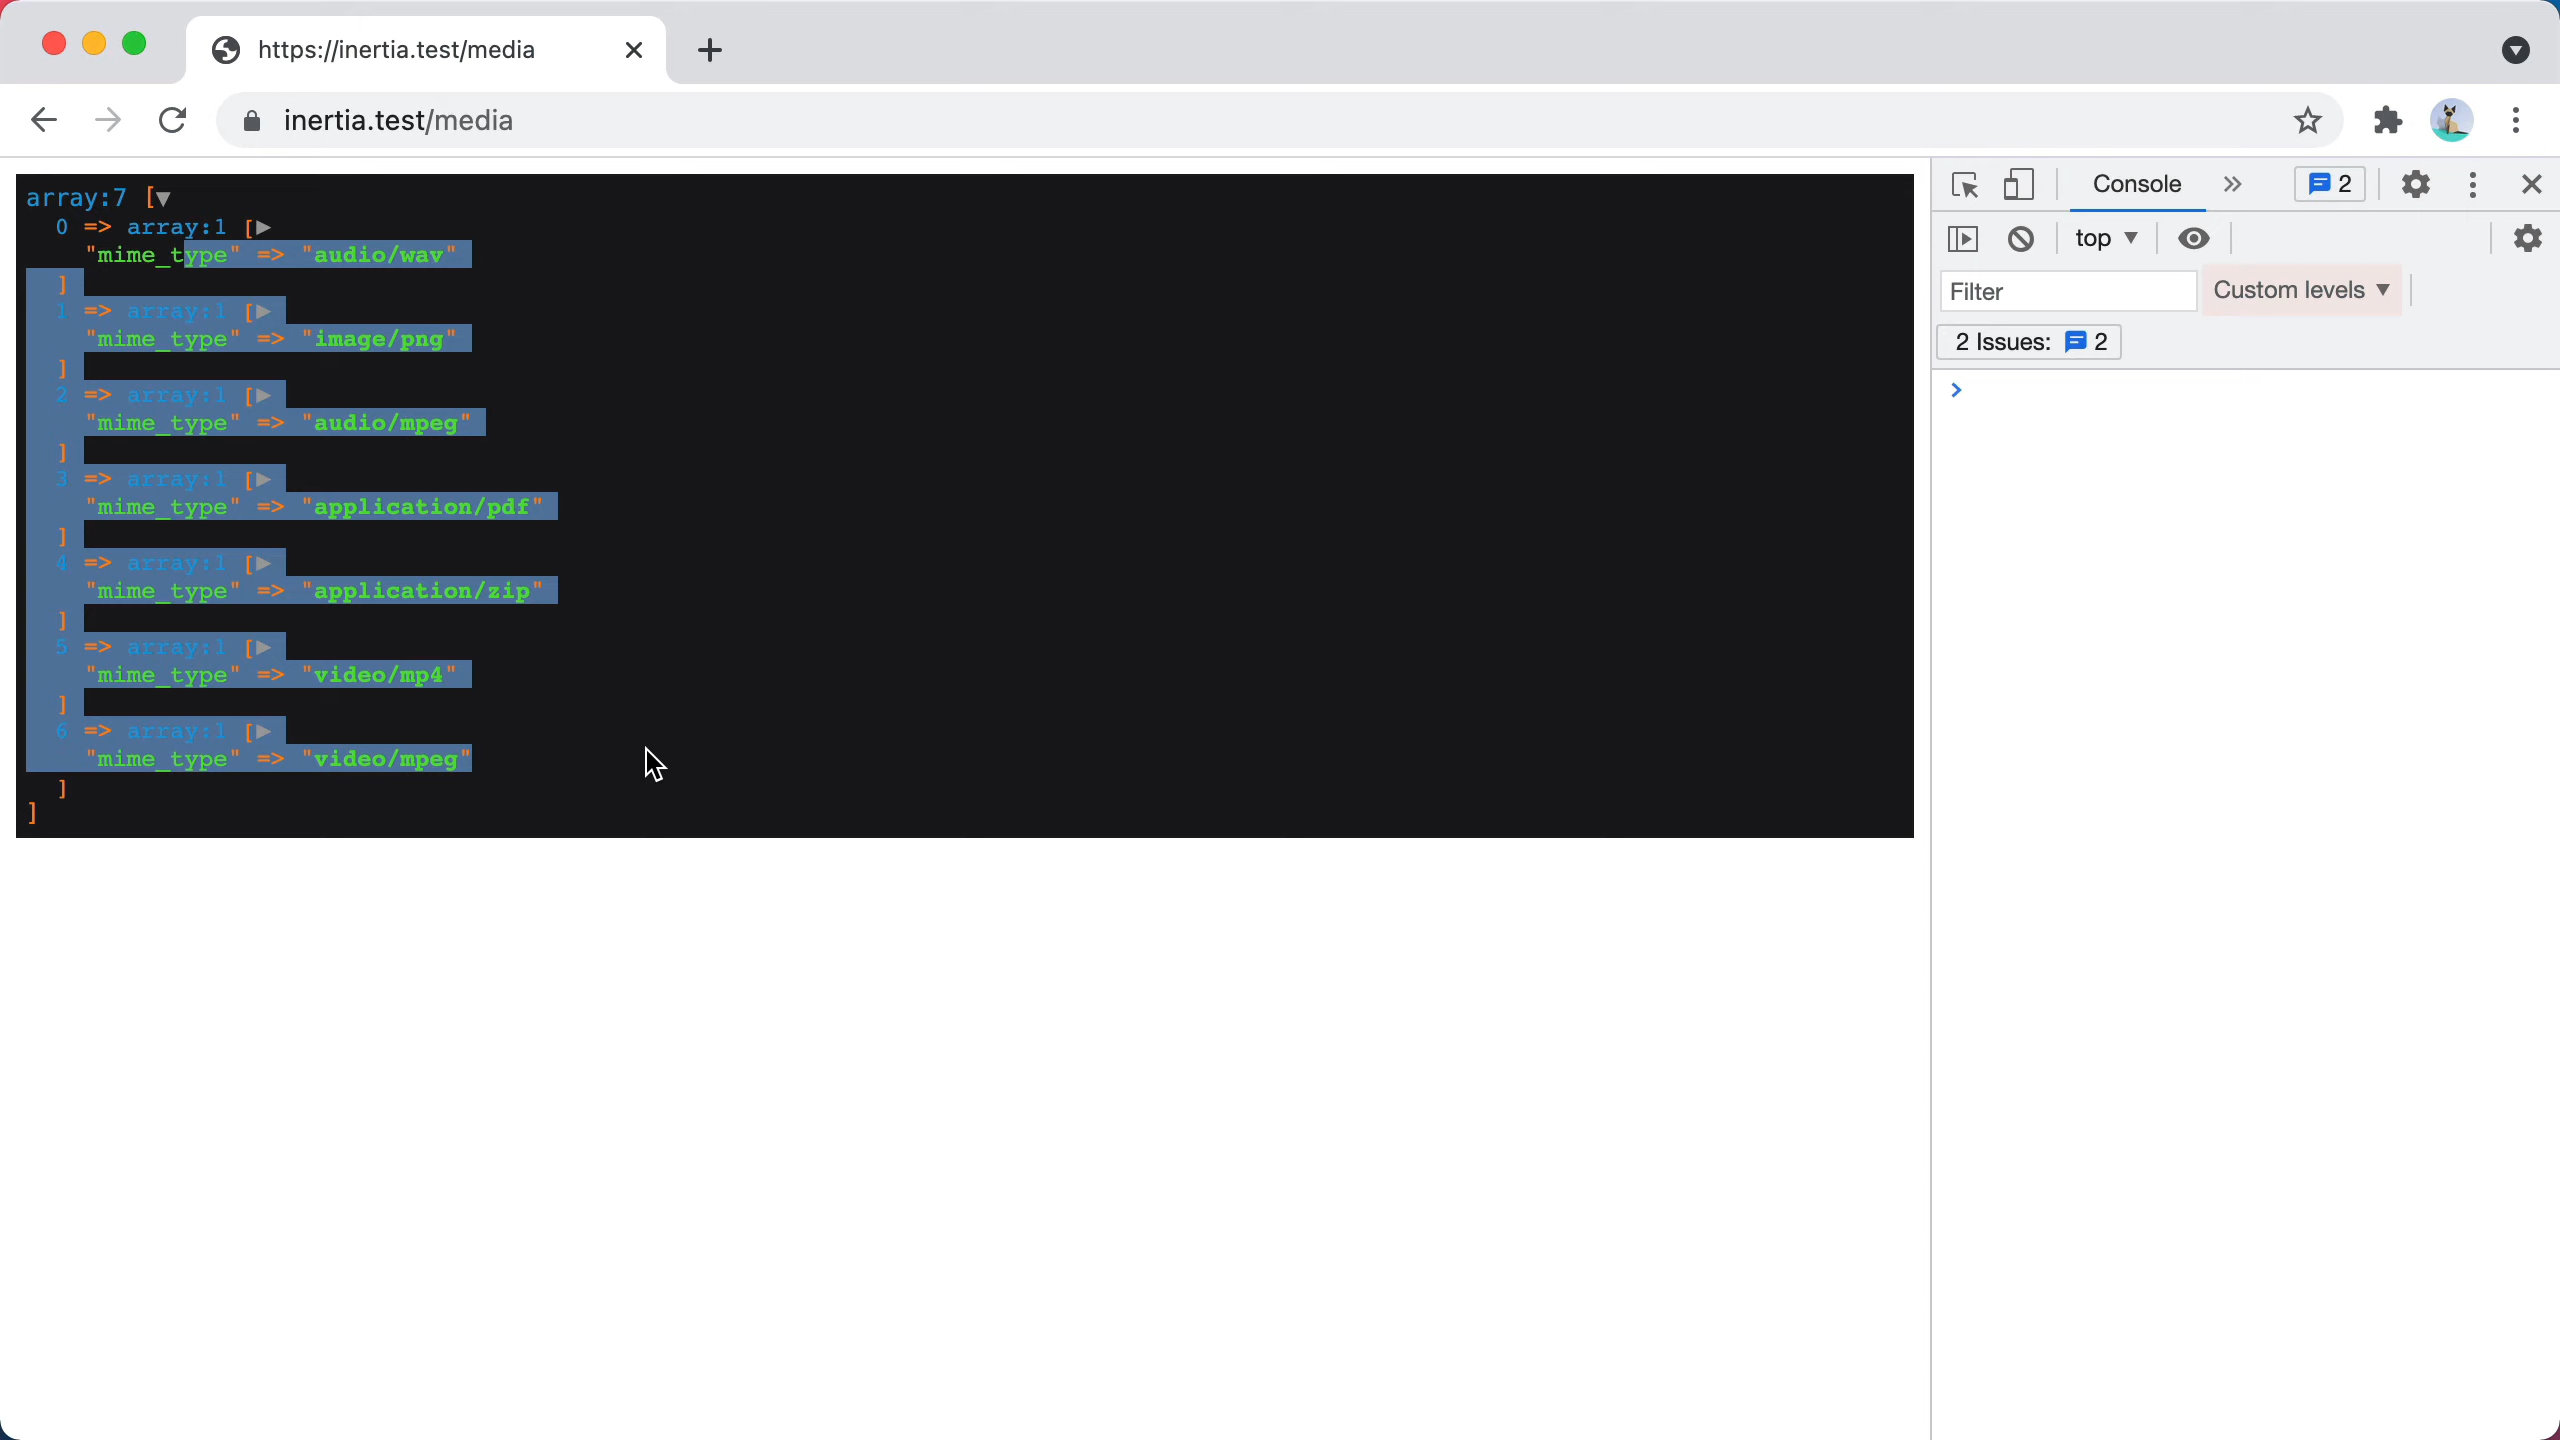 https://inertia.test/media
inertia.test/media
array:7 [▼
0 => array:1 [▶
"mime_type" => "audio/wav"
]
1 => array:1 [▶
"mime_type" => "image/png"
]
2 => array:1 [▶
"mime_type" => "audio/mpeg"
]
3 => array:1 [▶
"mime_type" => "application/pdf"
]
4 => array:1 [▶
"mime_type" => "application/zip"
]
5 => array:1 [▶
"mime_type" => "video/mp4"
]
6 => array:1 [▶
"mime_type" => "video/mpeg"
]
]
Console » 2
top ▼
Filter Custom levels ▼
2 Issues: 2